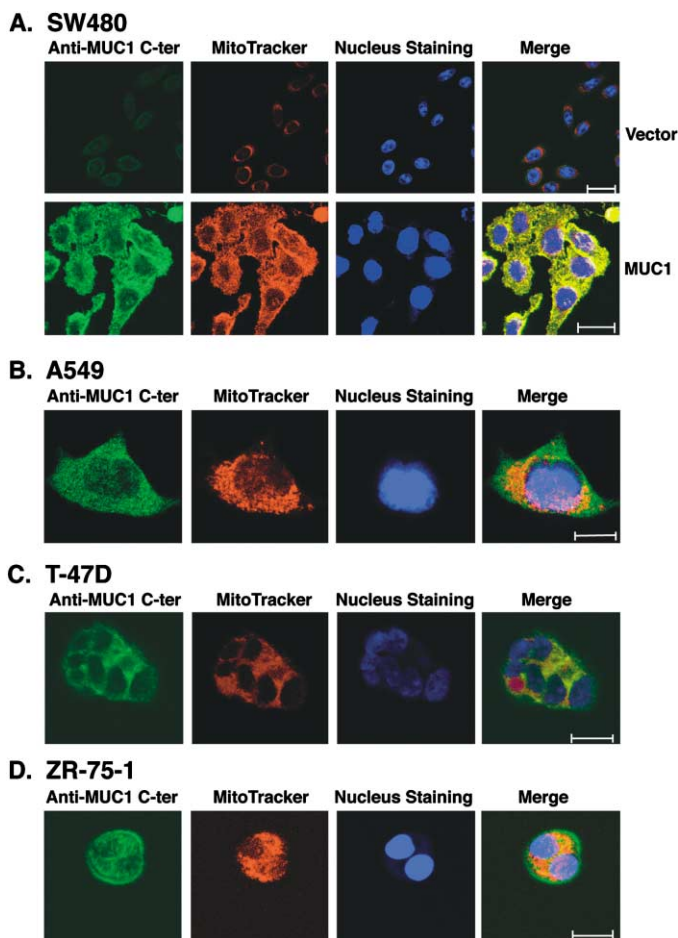 A. SW480
Anti-MUC1 C-ter MitoTracker Nucleus Staining Merge
Vector
MUC1
B. A549
Anti-MUC1 C-ter MitoTracker Nucleus Staining Merge
C. T-47D
Anti-MUC1 C-ter MitoTracker Nucleus Staining Merge
D. ZR-75-1
Anti-MUC1 C-ter MitoTracker Nucleus Staining Merge